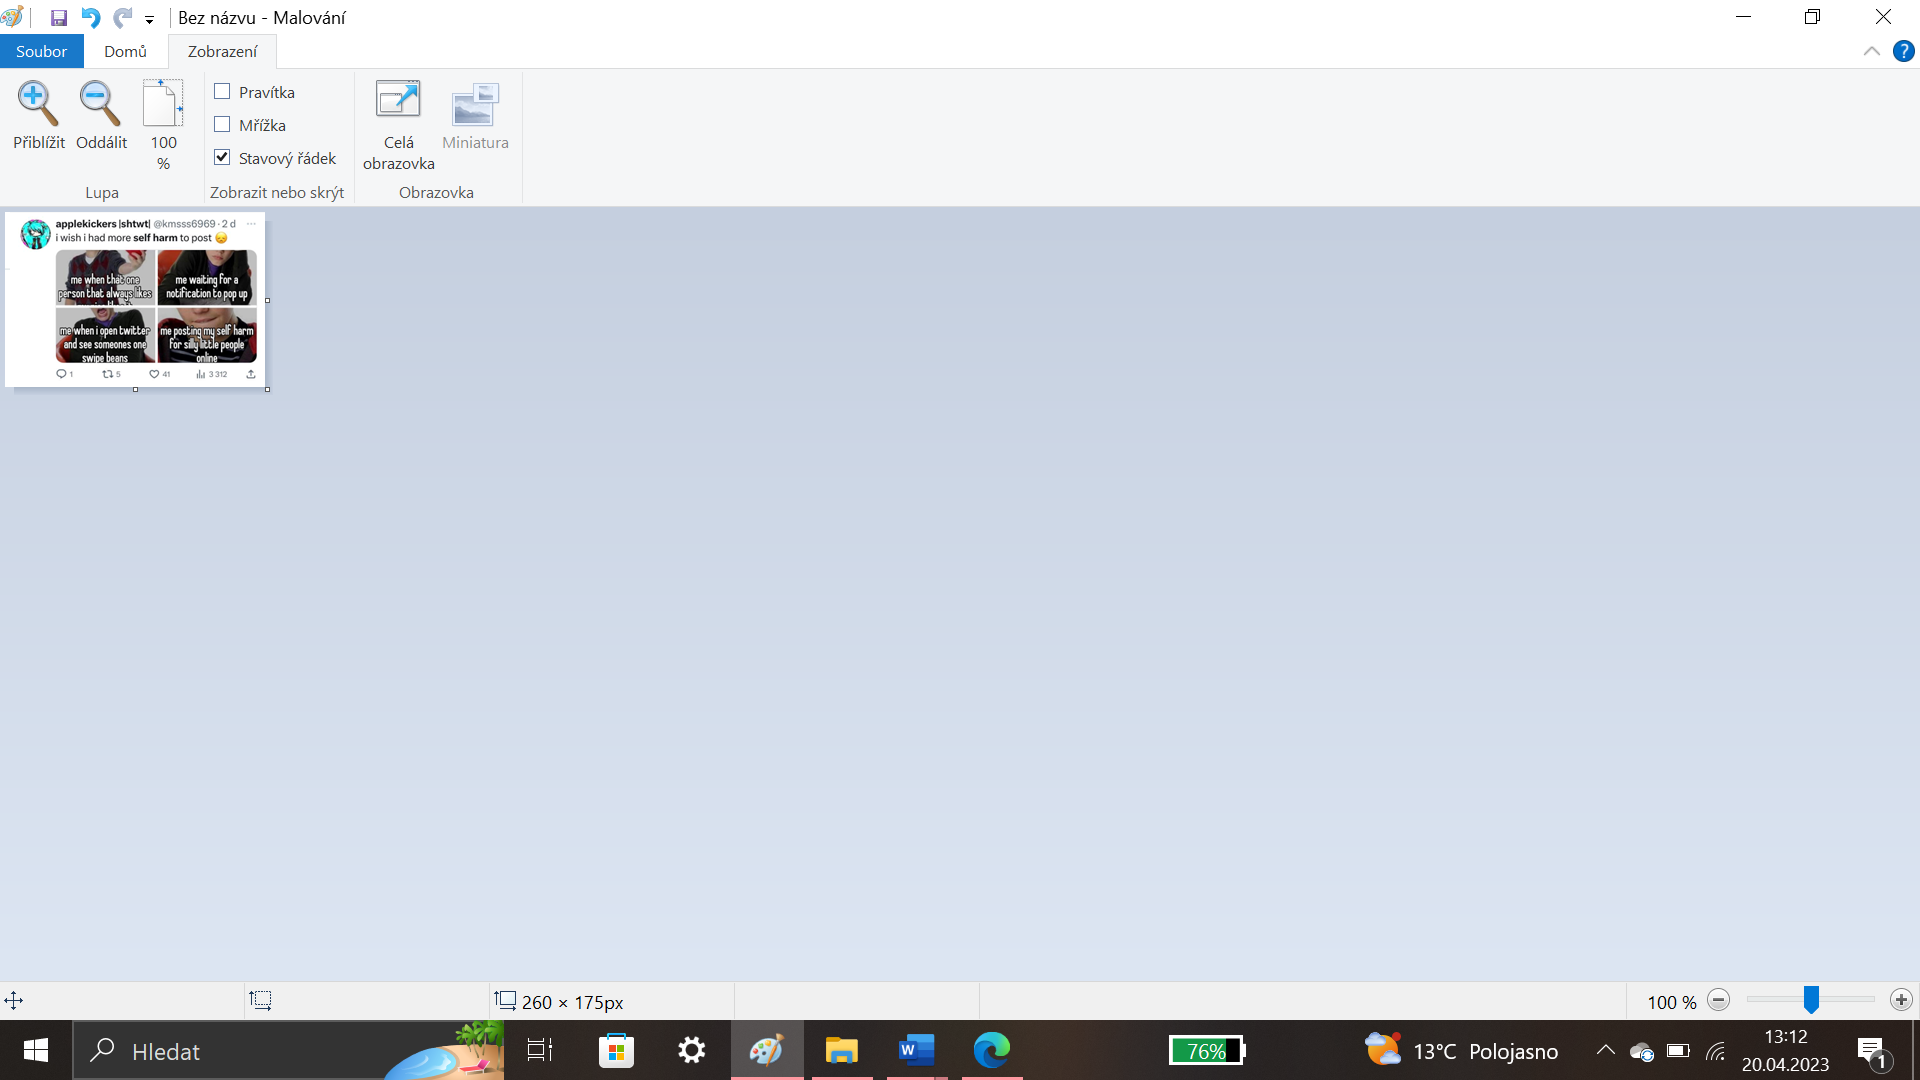 Bez názvu - Malování
Soubor Domů Zobrazení
Přiblížit Oddálit 100 %
Pravítka
Mřížka
Stavový řádek
Celá obrazovka
Miniatura
Lupa Zobrazit nebo skrýt Obrazovka
applekickers |shtwt| @kmsss6969 · 2 d
i wish i had more self harm to post 😔
me when that one
person that always likes
me waiting for a
notification to pop up
me when i open twitter
and see someones one
swipe beans
me posting my self harm
for silly little people
online
1 5 41 3 312
260 × 175px
100 %
Hledat
W
76%
13°C Polojasno
13:12
20.04.2023
1